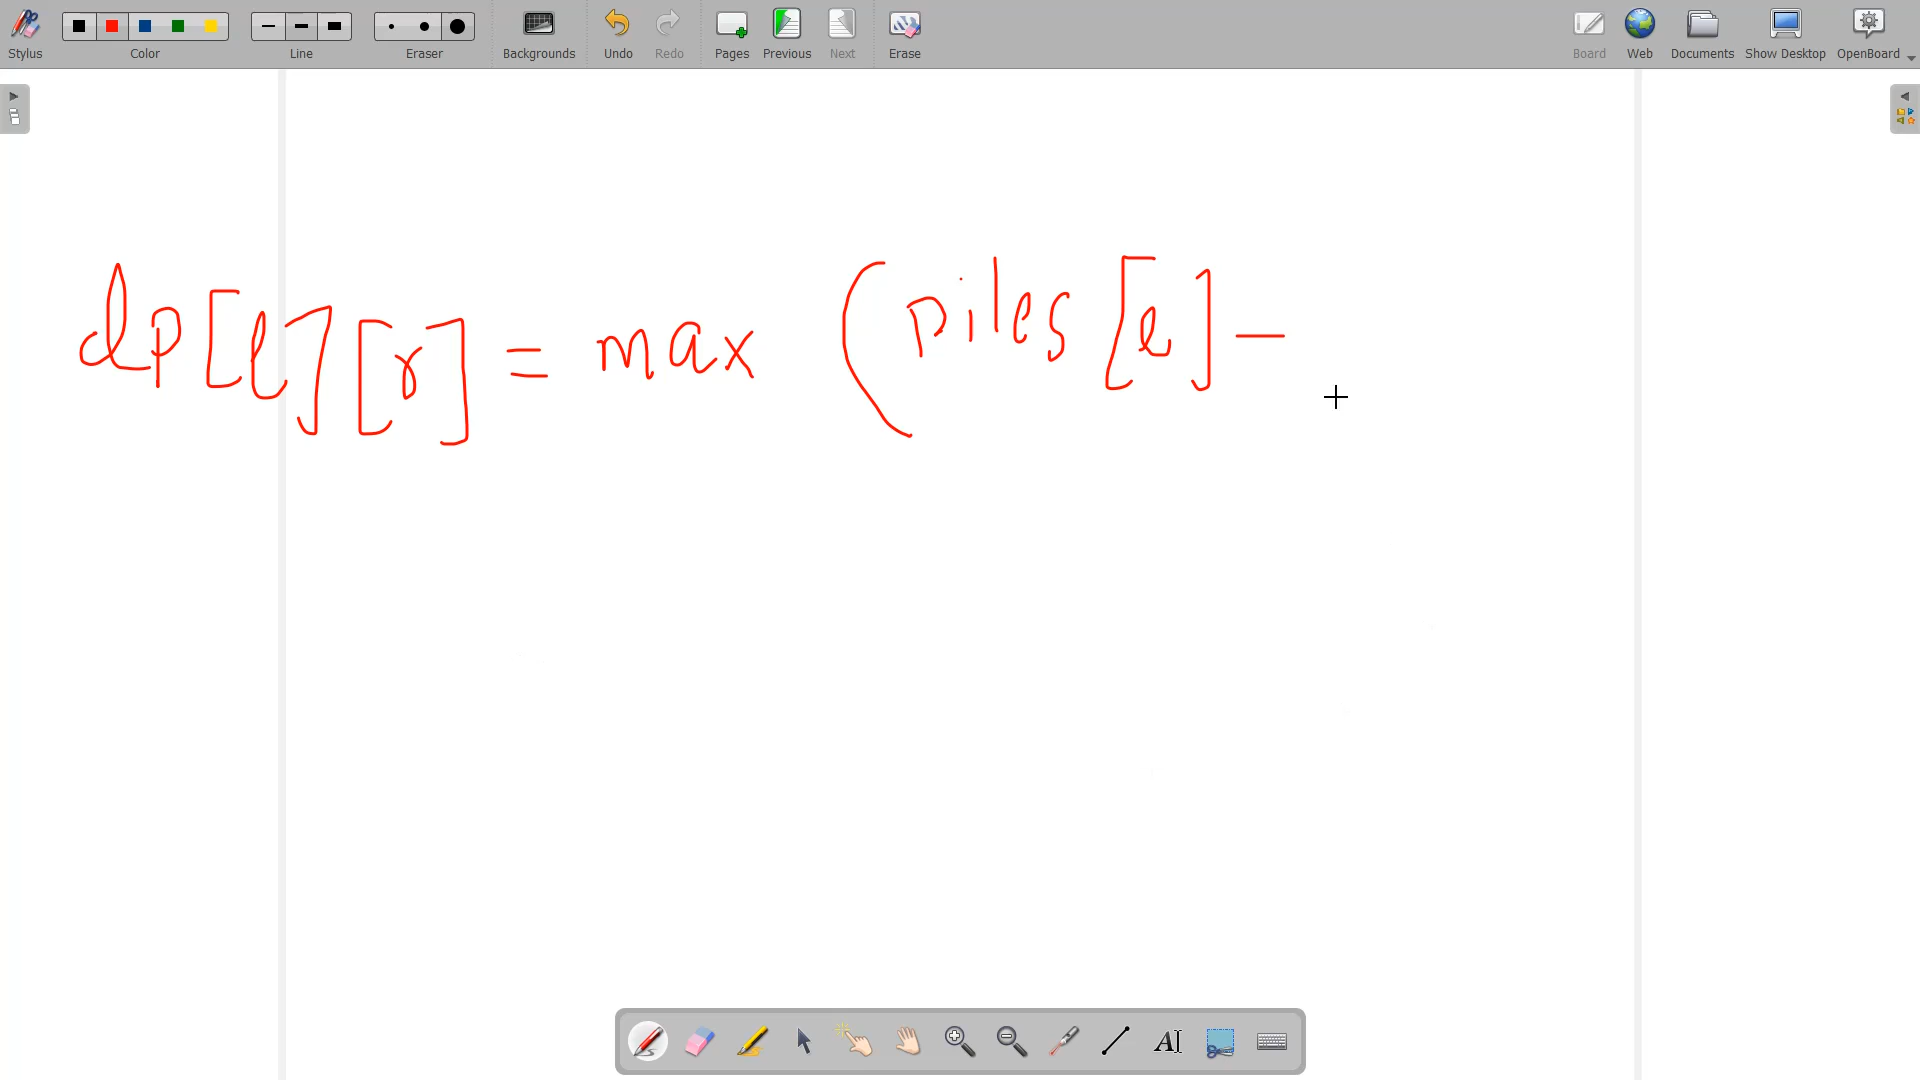 Stylus Color Line Eraser Backgrounds Undo Redo Pages Previous Next Erase Board Web Documents Show Desktop OpenBoard
dp[l][r] = max (piles[l] -